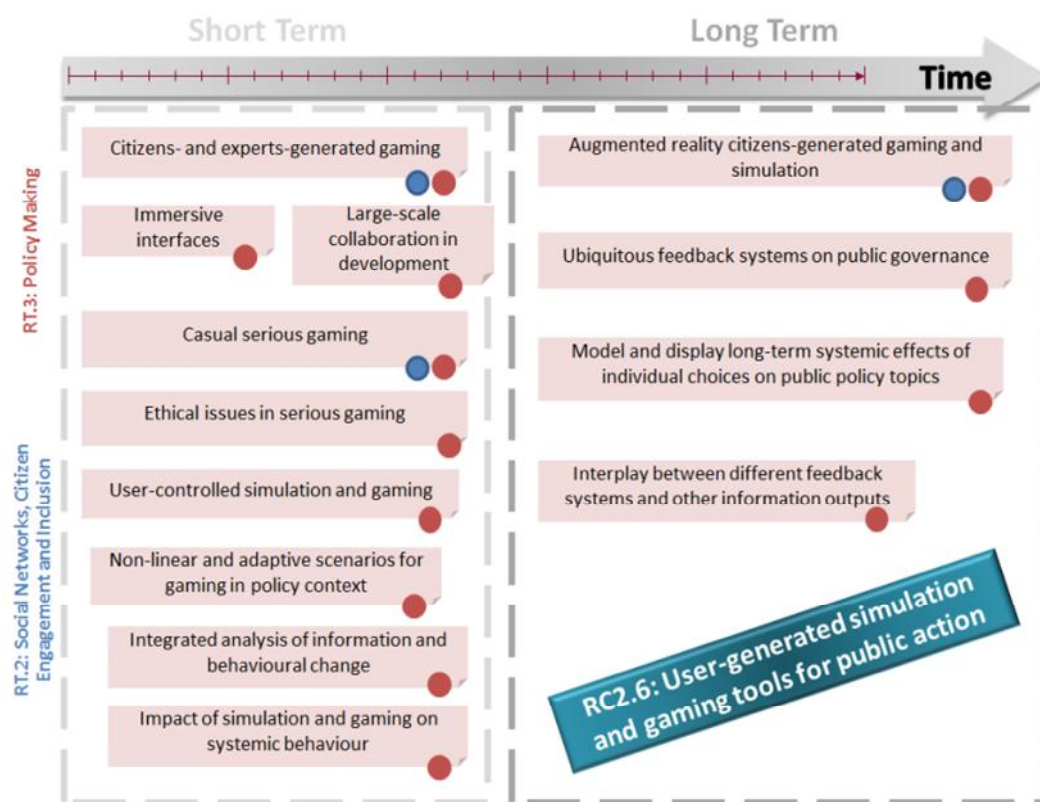 Short Term
Long Term
Time
RT.3: Policy Making
RT.2: Social Networks, Citizen
Engagement and Inclusion
Citizens- and experts-generated gaming
Immersive
interfaces
Large-scale
collaboration in
development
Casual serious gaming
Ethical issues in serious gaming
User-controlled simulation and gaming
Non-linear and adaptive scenarios for
gaming in policy context
Integrated analysis of information and
behavioural change
Impact of simulation and gaming on
systemic behaviour
Augmented reality citizens-generated gaming and
simulation
Ubiquitous feedback systems on public governance
Model and display long-term systemic effects of
individual choices on public policy topics
Interplay between different feedback
systems and other information outputs
RC2.6: User-generated simulation
and gaming tools for public action